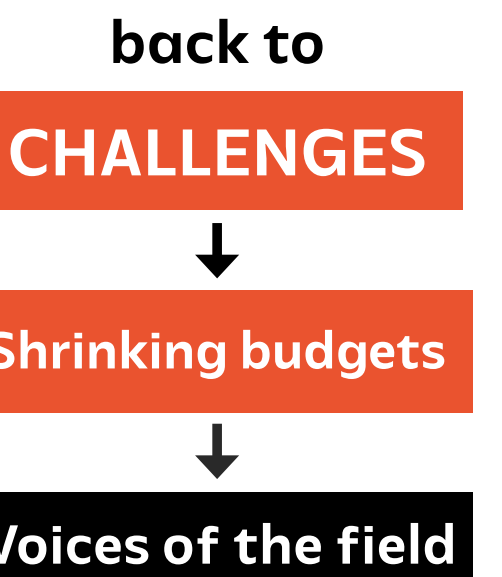 back to
CHALLENGES
Shrinking budgets
Voices of the field